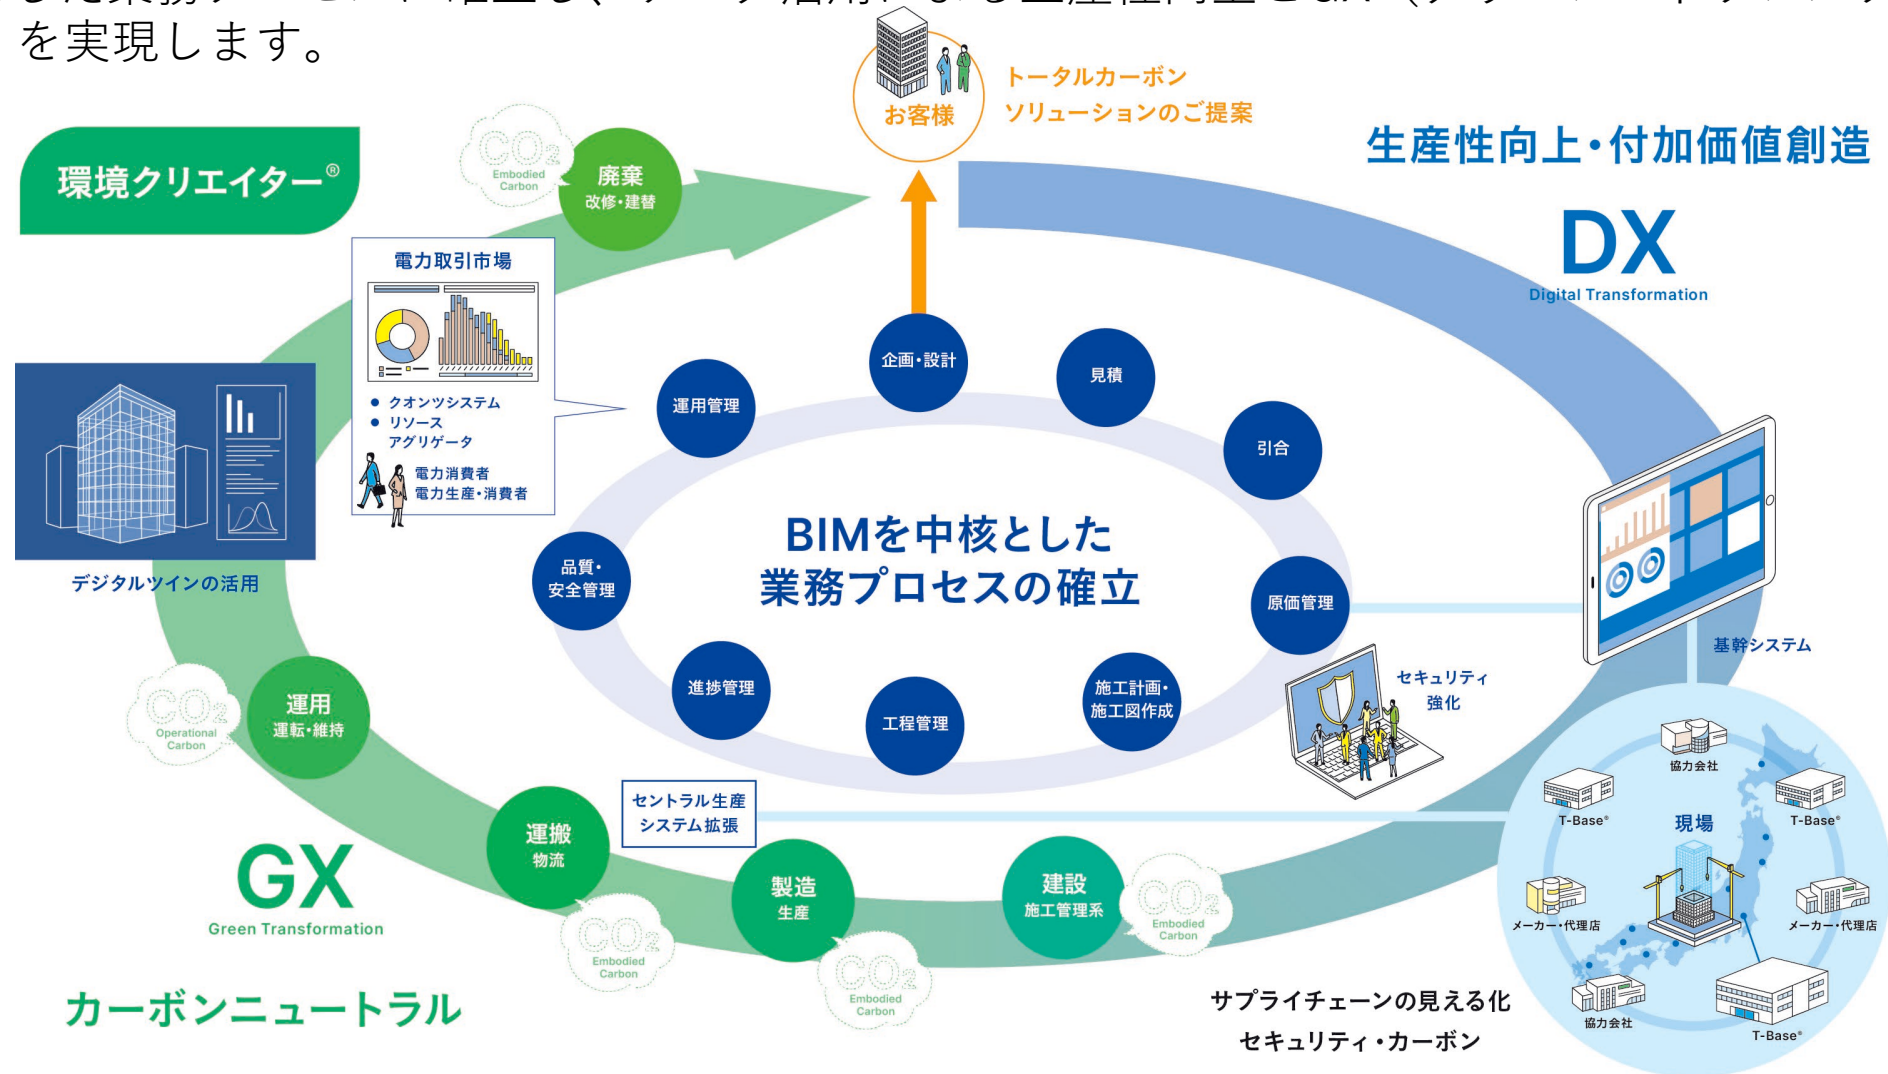 を実現します。
お客様
トータルカーボン
ソリューションのご提案
環境クリエイター®
生産性向上・付加価値創造
DX
Digital Transformation
CO2
Embodied
Carbon
廃棄
改修・建替
電力取引市場
● クオンツシステム
● リソース
アグリゲータ
電力消費者
電力生産・消費者
デジタルツインの活用
企画・設計
見積
引合
原価管理
施工計画・
施工図作成
工程管理
進捗管理
品質・
安全管理
運用管理
BIMを中核とした
業務プロセスの確立
基幹システム
セキュリティ
強化
CO2
Operational
Carbon
運用
運転・維持
運搬
物流
CO2
Embodied
Carbon
セントラル生産
システム拡張
製造
生産
CO2
Embodied
Carbon
建設
施工管理系
CO2
Embodied
Carbon
GX
Green Transformation
カーボンニュートラル
協力会社
T-Base®
T-Base®
現場
メーカー・代理店
メーカー・代理店
協力会社
T-Base®
サプライチェーンの見える化
セキュリティ・カーボン